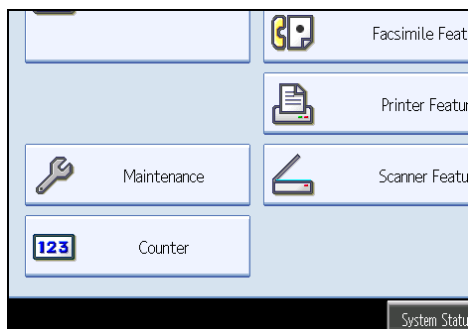 Facsimile Feat
Printer Featur
Maintenance
Scanner Featu
123
Counter
System Statu